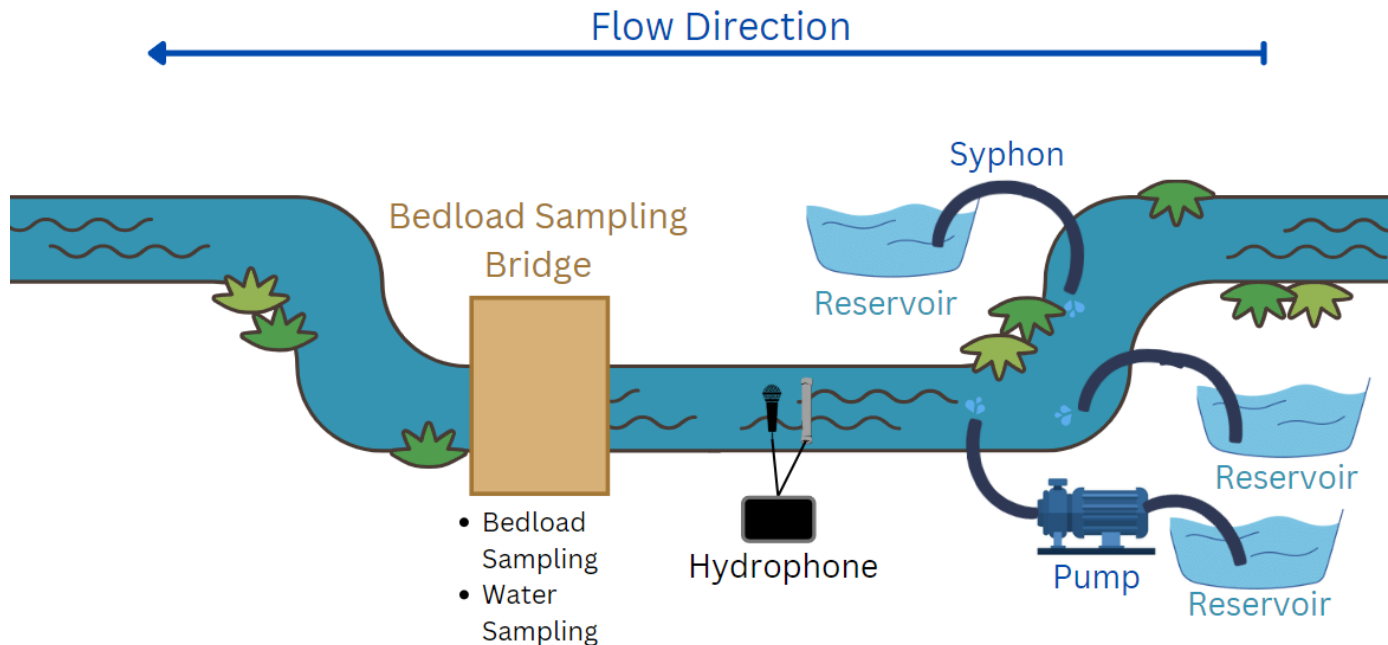 Flow Direction
Syphon
Bedload Sampling
Bridge
Reservoir
Reservoir
• Bedload
Sampling
• Water
Sampling
Hydrophone
Pump
Reservoir